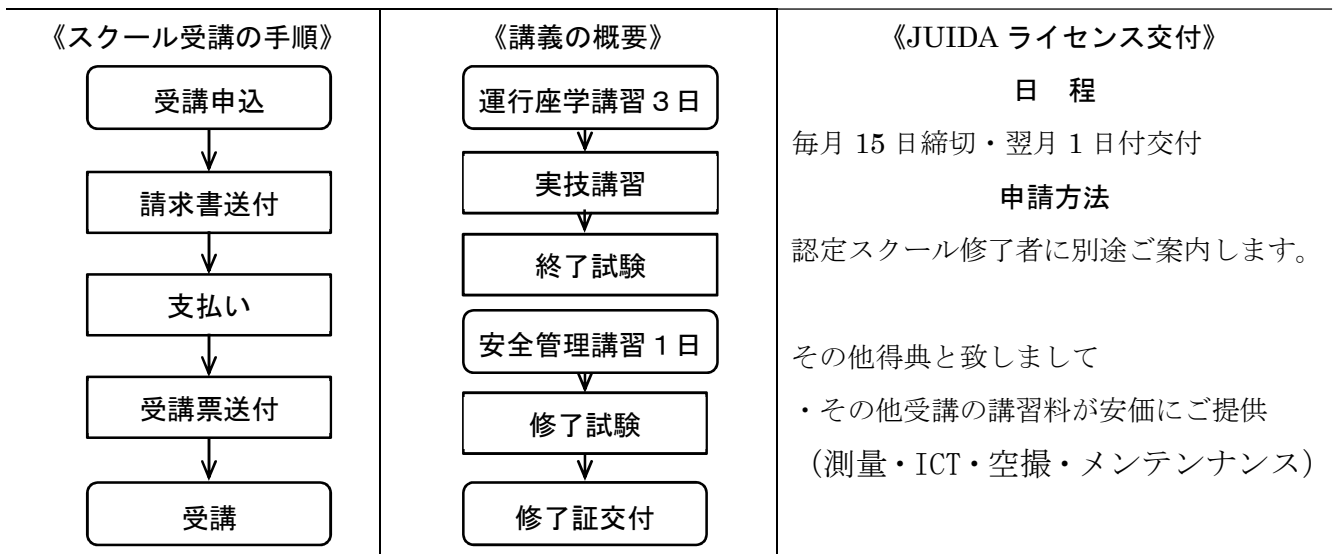 《スクール受講の手順》
受講申込
請求書送付
支払い
受講票送付
受講
《講義の概要》
運行座学講習3日
実技講習
終了試験
安全管理講習1日
修了試験
修了証交付
《JUIDA ライセンス交付》
日 程
毎月 15 日締切・翌月 1 日付交付
申請方法
認定スクール修了者に別途ご案内します。
その他得典と致しまして
・その他受講の講習料が安価にご提供
(測量・ICT・空撮・メンテンナンス)